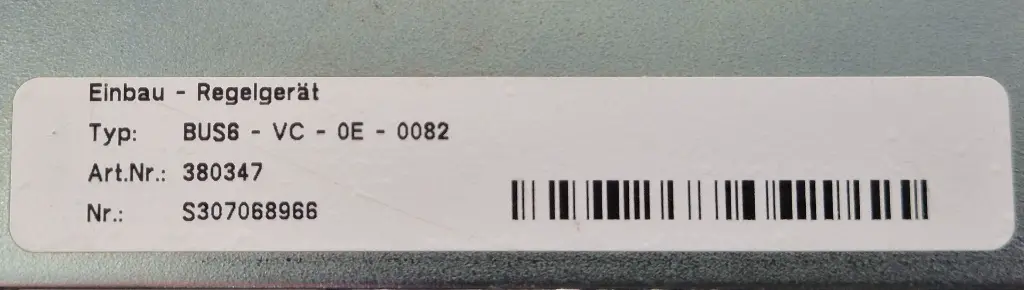 Einbau - Regelgerät
Typ: BUS6 - VC - 0E - 0082
Art.Nr.: 380347
Nr.: S307068966